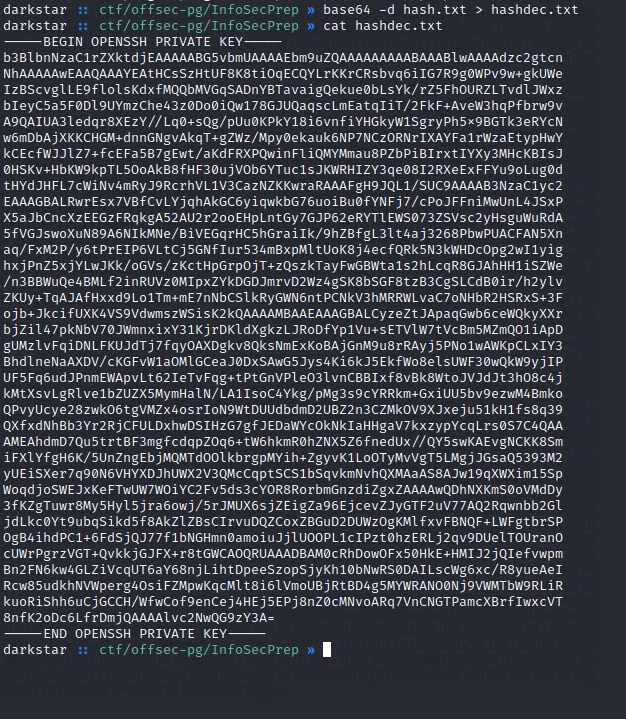 darkstar :: ctf/offsec-pg/InfoSecPrep » base64 -d hash.txt > hashdec.txt
darkstar :: ctf/offsec-pg/InfoSecPrep » cat hashdec.txt
-----BEGIN OPENSSH PRIVATE KEY-----
b3BlbnNzaC1rZXktdjEAAAAABG5vbmUAAAAEbm9uZQAAAAAAAAABAAABlwAAAAdzc2gtcn
NhAAAAAwEAAQAAAYEAtHCsSzHtUF8K8tiOqECQYLrKKrCRsbvq6iIG7R9g0WPv9w+gkUWe
IzBScvglLE9flolsKdxfMQQbMVGqSADnYBTavaigQekue0bLsYk/rZ5FhOURZLTvdlJWxz
bIeyC5a5F0Dl9UYmzChe43z0Do0iQw178GJUQaqscLmEatqIiT/2FkF+AveW3hqPfbrw9v
A9QAIUA3ledqr8XEzY//Lq0+sQg/pUu0KPkY18i6vnfiYHGkyW1SgryPh5x9BGTk3eRYcN
w6mDbAjXKKCHGM+dnnGNgvAkqT+gZWz/Mpy0ekauk6NP7NCzORNrIXAYFa1rWzaEtypHwY
kCEcfWJJlZ7+fcEFa5B7gEwt/aKdFRXPQwinFliQMYMmau8PZbPiBIrxtIYXy3MHcKBIsJ
0HSKv+HbKW9kpTL5OoAkB8fHF30ujVOb6YTuc1sJKWRHIZY3qe08I2RXeExFFYu9oLug0d
tHYdJHFL7cWiNv4mRyJ9RcrhVL1V3CazNZKKwraRAAAFgH9JQL1/SUC9AAAAB3NzaC1yc2
EAAAGBALRwrEsx7VBfCvLYjqhAkGC6yiqwkbG76uoiBu0fYNFj7/cPoJFFniMwUnL4JSxP
X5aJbCncXzEEGzFRqkgA52AU2r2ooEHpLntGy7GJP62eRYTlEWS073ZSVsc2yHsguWuRdA
5fVGJswoXuN89A6NIkMNe/BiVEGqrHC5hGraiIk/9hZBfgL3lt4aj3268PbwPUACFAN5Xn
aq/FxM2P/y6tPrEIP6VLtCj5GNfIur534mBxpMltUoK8j4ecfQRk5N3kWHDcOpg2wI1yig
hxjPnZ5xjYLwJKk/oGVs/zKctHpGrpOjT+zQszkTayFwGBWta1s2hLcqR8GJAhHH1iSZWe
/n3BBWuQe4BMLf2inRUVz0MIpxZYkDGDJmrvD2Wz4gSK8bSGF8tzB3CgSLCdB0ir/h2ylv
ZKUy+TqAJAfHxxd9Lo1Tm+mE7nNbCSlkRyGWN6ntPCNkV3hMRRWLvaC7oNHbR2HSRxS+3F
ojb+JkcifUXK4VS9VdwmszWSisK2kQAAAAMBAAEAAAGBALCyzeZtJApaqGwb6ceWQkyXXr
bjZil47pkNbV70JWmnxixY31KjrDKldXgkzLJRoDfYp1Vu+sETVlW7tVcBm5MZmQO1iApD
gUMzlvFqiDNLFKUJdTj7fqyOAXDgkv8QksNmExKoBAjGnM9u8rRAyj5PNo1wAWKpCLxIY3
BhdlneNaAXDV/cKGFvW1aOMlGCeaJ0DxSAwG5Jys4Ki6kJ5EkfWo8elsUWF30wQkW9yjIP
UF5Fq6udJPnmEWApvLt62IeTvFqg+tPtGnVPleO3lvnCBBIxf8vBk8WtoJVJdJt3hO8c4j
kMtXsvLgRlve1bZUZX5MymHalN/LA1IsoC4Ykg/pMg3s9cYRRkm+GxiUU5bv9ezwM4Bmko
QPvyUcye28zwkO6tgVMZx4osrIoN9WtDUUdbdmD2UBZ2n3CZMkOV9XJxeju51kH1fs8q39
QXfxdNhBb3Yr2RjCFULDxhwDSIHzG7gfJEDaWYcOkNkIaHHgaV7kxzypYcqLrs0S7C4QAA
AMEAhdmD7Qu5trtBF3mgfcdqpZOq6+tW6hkmR0hZNX5Z6fnedUx//QY5swKAEvgNCKK8Sm
iFXlYfgH6K/5UnZngEbjMQMTdOOlkbrgpMYih+ZgyvK1LoOTyMvVgT5LMgjJGsaQ5393M2
yUEiSXer7q90N6VHYXDJhUWX2V3QMcCqptSCS1bSqvkmNvhQXMAaAS8AJw19qXWXim15Sp
WoqdjoSWEJxKeFTwUW7WOiYC2Fv5ds3cYOR8RorbmGnzdiZgxZAAAAwQDhNXKmS0oVMdDy
3fKZgTuwr8My5Hyl5jra6owj/5rJMUX6sjZEigZa96EjcevZJyGTF2uV77AQ2Rqwnbb2Gl
jdLkc0Yt9ubqSikd5f8AkZlZBsCIrvuDQZCoxZBGuD2DUWzOgKMlfxvFBNQF+LWFgtbrSP
OgB4ihdPC1+6FdSjQJ77f1bNGHmn0amoiuJjlUOOPL1cIPzt0hzERLj2qv9DUelTOUranO
cUWrPgrzVGT+QvkkjGJFX+r8tGWCAOQRUAAADBAM0cRhDowOFx50HkE+HMIJ2jQIefvwpm
Bn2FN6kw4GLZiVcqUT6aY68njLihtDpeeSzopSjyKh10bNwRS0DAILscWg6xc/R8yueAeI
Rcw85udkhNVWperg4OsiFZMpwKqcMlt8i6lVmoUBjRtBD4g5MYWRANO0Nj9VWMTbW9RLiR
kuoRiShh6uCjGCCH/WfwCof9enCej4HEj5EPj8nZ0cMNvoARq7VnCNGTPamcXBrfIwxcVT
8nfK2oDc6LfrDmjQAAAAlvc2NwQG9zY3A=
-----END OPENSSH PRIVATE KEY-----
darkstar :: ctf/offsec-pg/InfoSecPrep »